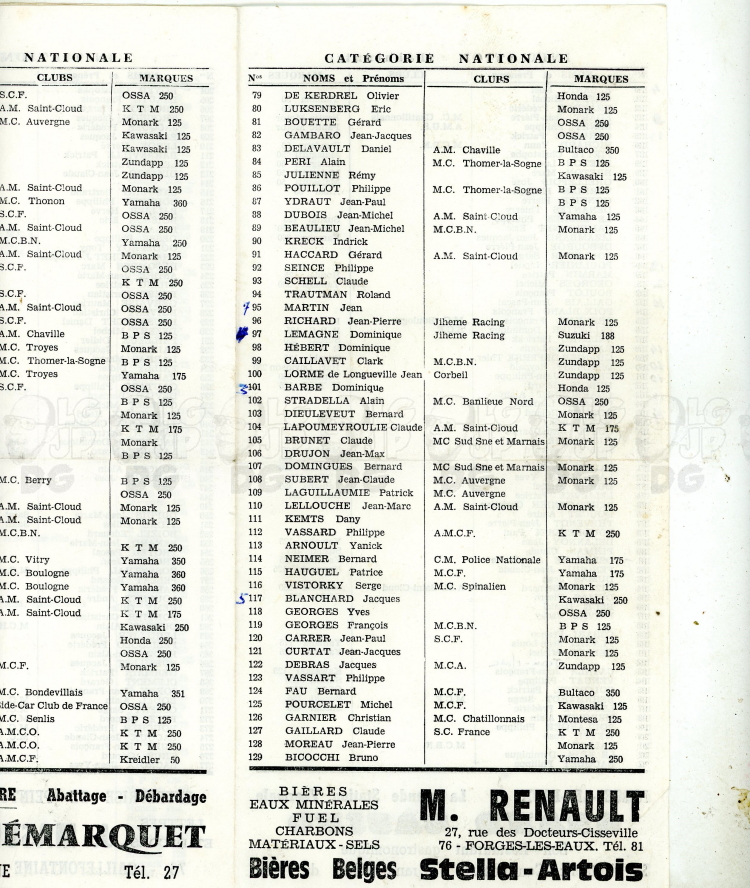 NATIONALE
CLUBS MARQUES
S.C.F. OSSA 250
A.M. Saint-Cloud K T M 250
M.C. Auvergne Monark 125
Kawasaki 125
Kawasaki 125
Zundapp 125
Zundapp 125
A.M. Saint-Cloud Monark 125
M.C. Thonon Yamaha 360
S.C.F. OSSA 250
A.M. Saint-Cloud OSSA 250
M.C.B.N. Yamaha 250
A.M. Saint-Cloud Monark 125
S.C.F. OSSA 250
K T M 250
S.C.F. OSSA 250
A.M. Saint-Cloud OSSA 250
S.C.F. OSSA 250
A.M. Chaville B P S 125
M.C. Troyes Monark 125
M.C. Thomer-la-Sogne B P S 125
M.C. Troyes Yamaha 175
S.C.F. OSSA 250
B P S 125
Monark 125
K T M 175
Monark
B P S 125
M.C. Berry B P S 125
OSSA 250
A.M. Saint-Cloud Monark 125
A.M. Saint-Cloud Monark 125
M.C.B.N.
K T M 250
M.C. Vitry Yamaha 350
M.C. Boulogne Yamaha 360
M.C. Boulogne Yamaha 360
A.M. Saint-Cloud K T M 250
A.M. Saint-Cloud K T M 175
Kawasaki 250
Honda 250
OSSA 250
M.C.F. Monark 125
M.C. Bondevillais Yamaha 351
Side-Car Club de France OSSA 250
M.C. Senlis B P S 125
A.M.C.O. K T M 250
A.M.C.O. K T M 250
A.M.C.F. Kreidler 50
RE Abattage - Débardage
ÉMARQUET
Tél. 27
CATÉGORIE NATIONALE
Nos NOMS et Prénoms CLUBS MARQUES
79 DE KERDREL Olivier Honda 125
80 LUKSENBERG Eric Monark 125
81 BOUETTE Gérard OSSA 250
82 GAMBARO Jean-Jacques OSSA 250
83 DELAVAULT Daniel A.M. Chaville Bultaco 350
84 PERI Alain M.C. Thomer-la-Sogne B P S 125
85 JULIENNE Rémy Kawasaki 125
86 POUILLOT Philippe M.C. Thomer-la-Sogne B P S 125
87 YDRAUT Jean-Paul B P S 125
88 DUBOIS Jean-Michel A.M. Saint-Cloud Yamaha 125
89 BEAULIEU Jean-Michel M.C.B.N. Monark 125
90 KRECK Indrick
91 HACCARD Gérard A.M. Saint-Cloud Monark 125
92 SEINCE Philippe
93 SCHELL Claude
94 TRAUTMAN Roland
95 MARTIN Jean
96 RICHARD Jean-Pierre Jiheme Racing Monark 125
97 LEMAGNE Dominique Jiheme Racing Suzuki 188
98 HÉBERT Dominique Zundapp 125
99 CAILLAVET Clark M.C.B.N. Zundapp 125
100 LORME de Longueville Jean Corbeil Zundapp 125
3 101 BARBE Dominique Honda 125
102 STRADELLA Alain M.C. Banlieue Nord OSSA 250
103 DIEULEVEUT Bernard Monark 125
104 LAPOUMEYROULIE Claude A.M. Saint-Cloud K T M 175
105 BRUNET Claude MC Sud Sne et Marnais Monark 125
106 DRUJON Jean-Max
107 DOMINGUES Bernard MC Sud Sne et Marnais Monark 125
108 SUBERT Jean-Claude M.C. Auvergne Monark 125
109 LAGUILLAUMIE Patrick M.C. Auvergne
110 LELLOUCHE Jean-Marc A.M. Saint-Cloud Monark 125
111 KEMTS Dany
112 VASSARD Philippe A.M.C.F. K T M 250
113 ARNOULT Yanick
114 NEIMER Bernard C.M. Police Nationale Yamaha 175
115 HAUGUEL Patrice M.C.F. Yamaha 175
116 VISTORKY Serge M.C. Spinalien Monark 125
5 117 BLANCHARD Jacques Kawasaki 250
118 GEORGES Yves OSSA 250
119 GEORGES François M.C.B.N. B P S 125
120 CARRER Jean-Paul S.C.F. Monark 125
121 CURTAT Jean-Jacques Monark 125
122 DEBRAS Jacques M.C.A. Zundapp 125
123 VASSART Philippe
124 FAU Bernard M.C.F. Bultaco 350
125 POURCELET Michel M.C.F. Kawasaki 125
126 GARNIER Christian M.C. Chatillonnais Montesa 125
127 GAILLARD Claude S.C. France K T M 250
128 MOREAU Jean-Pierre Monark 125
129 BICOCCHI Bruno Yamaha 250
BIÈRES
EAUX MINÉRALES
FUEL
CHARBONS
MATÉRIAUX - SELS
M. RENAULT
27, rue des Docteurs-Cisseville
76 - FORGES-LES-EAUX. Tél. 81
Bières Belges Stella-Artois